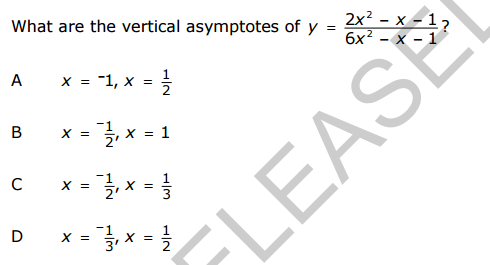 What are the vertical asymptotes of y = (2x² − x − 1)/(6x² − x − 1)?
A x = ⁻1, x = 1/2
B x = ⁻1/2, x = 1
C x = ⁻1/2, x = 1/3
D x = ⁻1/3, x = 1/2
ELEASE